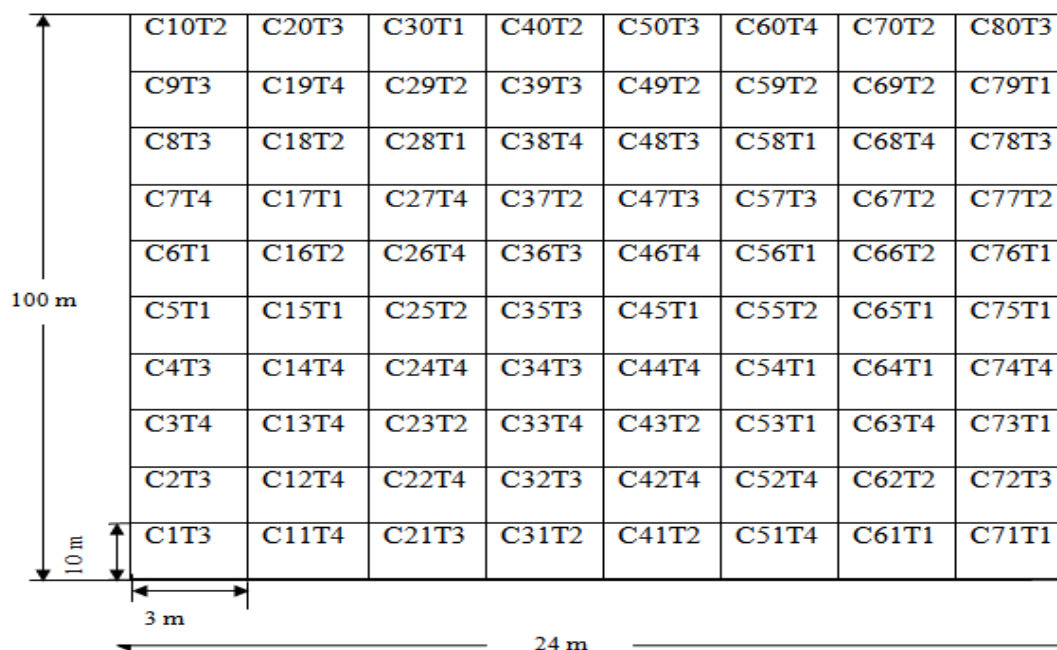 C10T2 C20T3 C30T1 C40T2 C50T3 C60T4 C70T2 C80T3
C9T3 C19T4 C29T2 C39T3 C49T2 C59T2 C69T2 C79T1
C8T3 C18T2 C28T1 C38T4 C48T3 C58T1 C68T4 C78T3
C7T4 C17T1 C27T4 C37T2 C47T3 C57T3 C67T2 C77T2
C6T1 C16T2 C26T4 C36T3 C46T4 C56T1 C66T2 C76T1
100 m
C5T1 C15T1 C25T2 C35T3 C45T1 C55T2 C65T1 C75T1
C4T3 C14T4 C24T4 C34T3 C44T4 C54T1 C64T1 C74T4
C3T4 C13T4 C23T2 C33T4 C43T2 C53T1 C63T4 C73T1
C2T3 C12T4 C22T4 C32T3 C42T4 C52T4 C62T2 C72T3
10 m
C1T3 C11T4 C21T3 C31T2 C41T2 C51T4 C61T1 C71T1
3 m
24 m